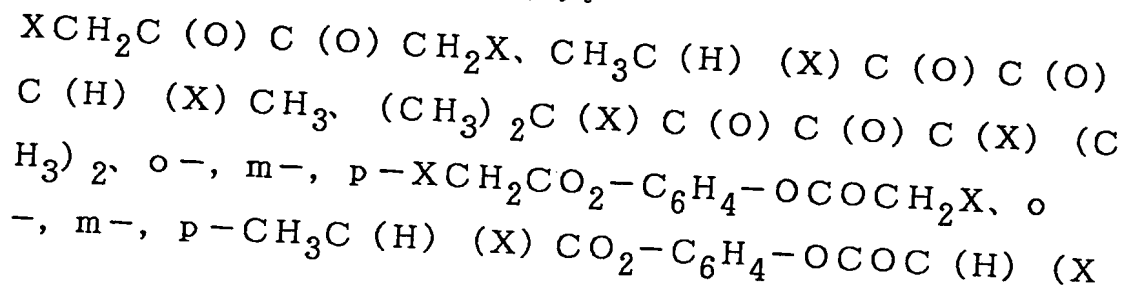 XCH₂C (O) C (O) CH₂X、CH₃C (H) (X) C (O) C (O)
C (H) (X) CH₃、(CH₃)₂C (X) C (O) C (O) C (X) (C
H₃)₂、o－, m－, p－XCH₂CO₂－C₆H₄－OCOCH₂X、o
－, m－, p－CH₃C (H) (X) CO₂－C₆H₄－OCOC (H) (X